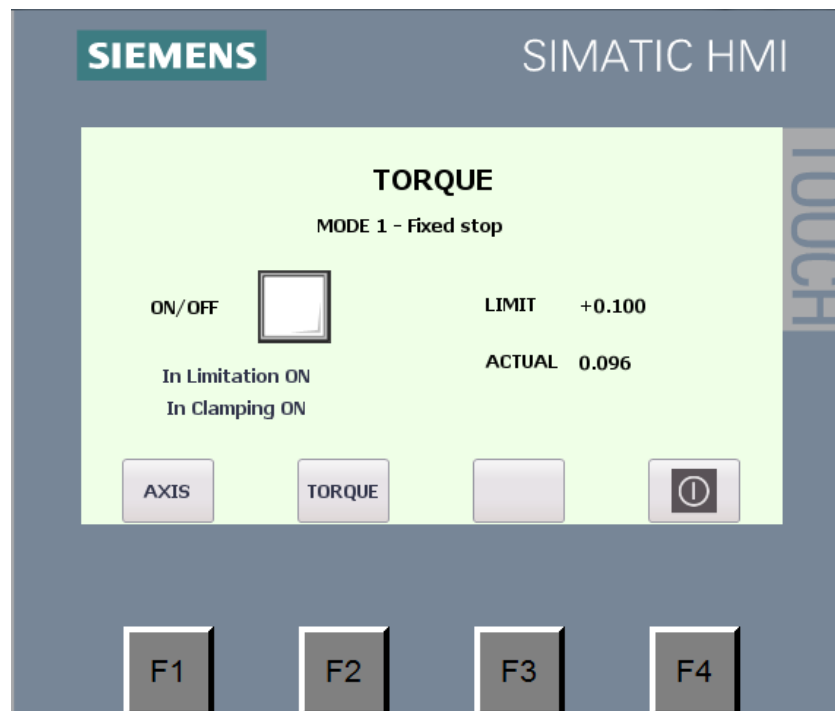 SIEMENS
SIMATIC HMI
TOUCH
TORQUE
MODE 1 - Fixed stop
ON/OFF
LIMIT +0.100
ACTUAL 0.096
In Limitation ON
In Clamping ON
AXIS
TORQUE
F1
F2
F3
F4